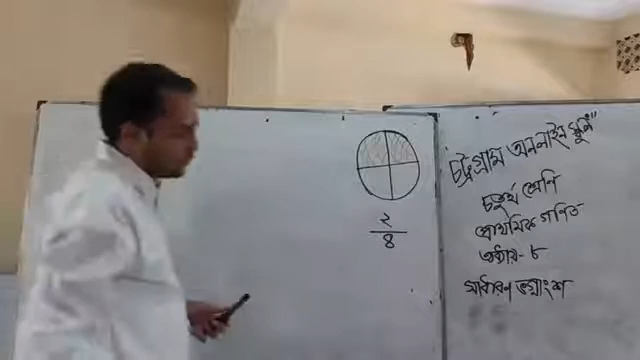 ২
৪
চট্টগ্রাম অনলাইন স্কুল"
চতুর্থ শ্রেণি
প্রাথমিক গণিত
অধ্যায়- ৮
সাধারণ ভগ্নাংশ